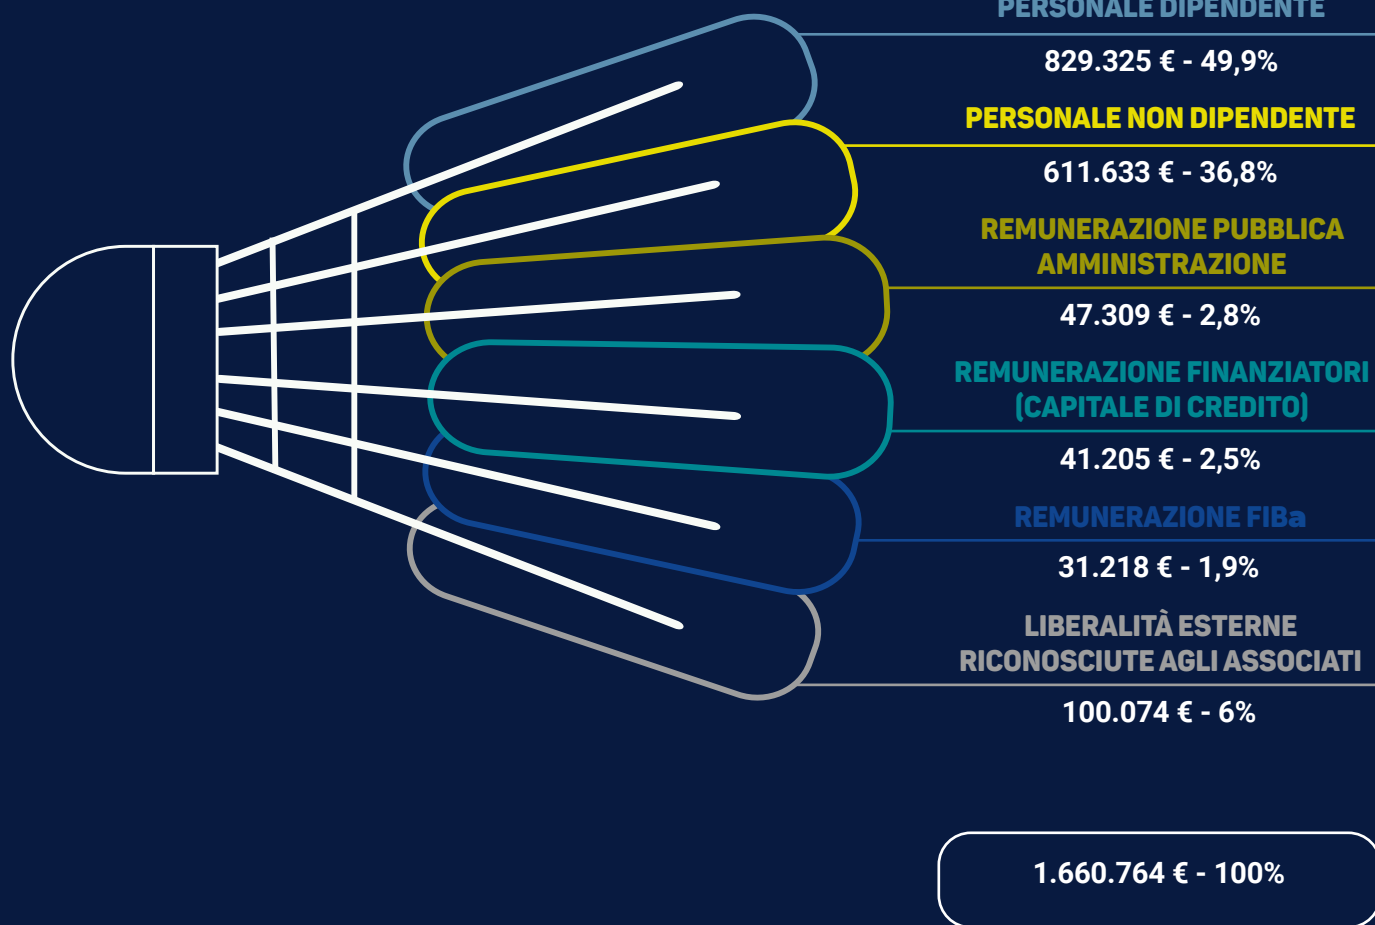 PERSONALE DIPENDENTE
829.325 € - 49,9%
PERSONALE NON DIPENDENTE
611.633 € - 36,8%
REMUNERAZIONE PUBBLICA
AMMINISTRAZIONE
47.309 € - 2,8%
REMUNERAZIONE FINANZIATORI
(CAPITALE DI CREDITO)
41.205 € - 2,5%
REMUNERAZIONE FIBa
31.218 € - 1,9%
LIBERALITÀ ESTERNE
RICONOSCIUTE AGLI ASSOCIATI
100.074 € - 6%
1.660.764 € - 100%